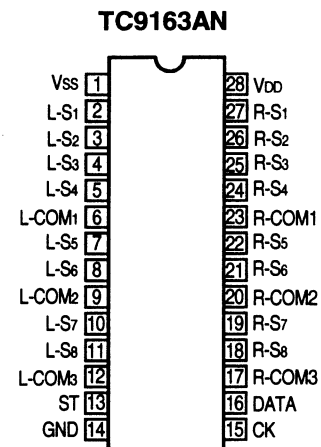 TC9163AN
Vss 1 28 VDD
L-S1 2 27 R-S1
L-S2 3 26 R-S2
L-S3 4 25 R-S3
L-S4 5 24 R-S4
L-COM1 6 23 R-COM1
L-S5 7 22 R-S5
L-S6 8 21 R-S6
L-COM2 9 20 R-COM2
L-S7 10 19 R-S7
L-S8 11 18 R-S8
L-COM3 12 17 R-COM3
ST 13 16 DATA
GND 14 15 CK